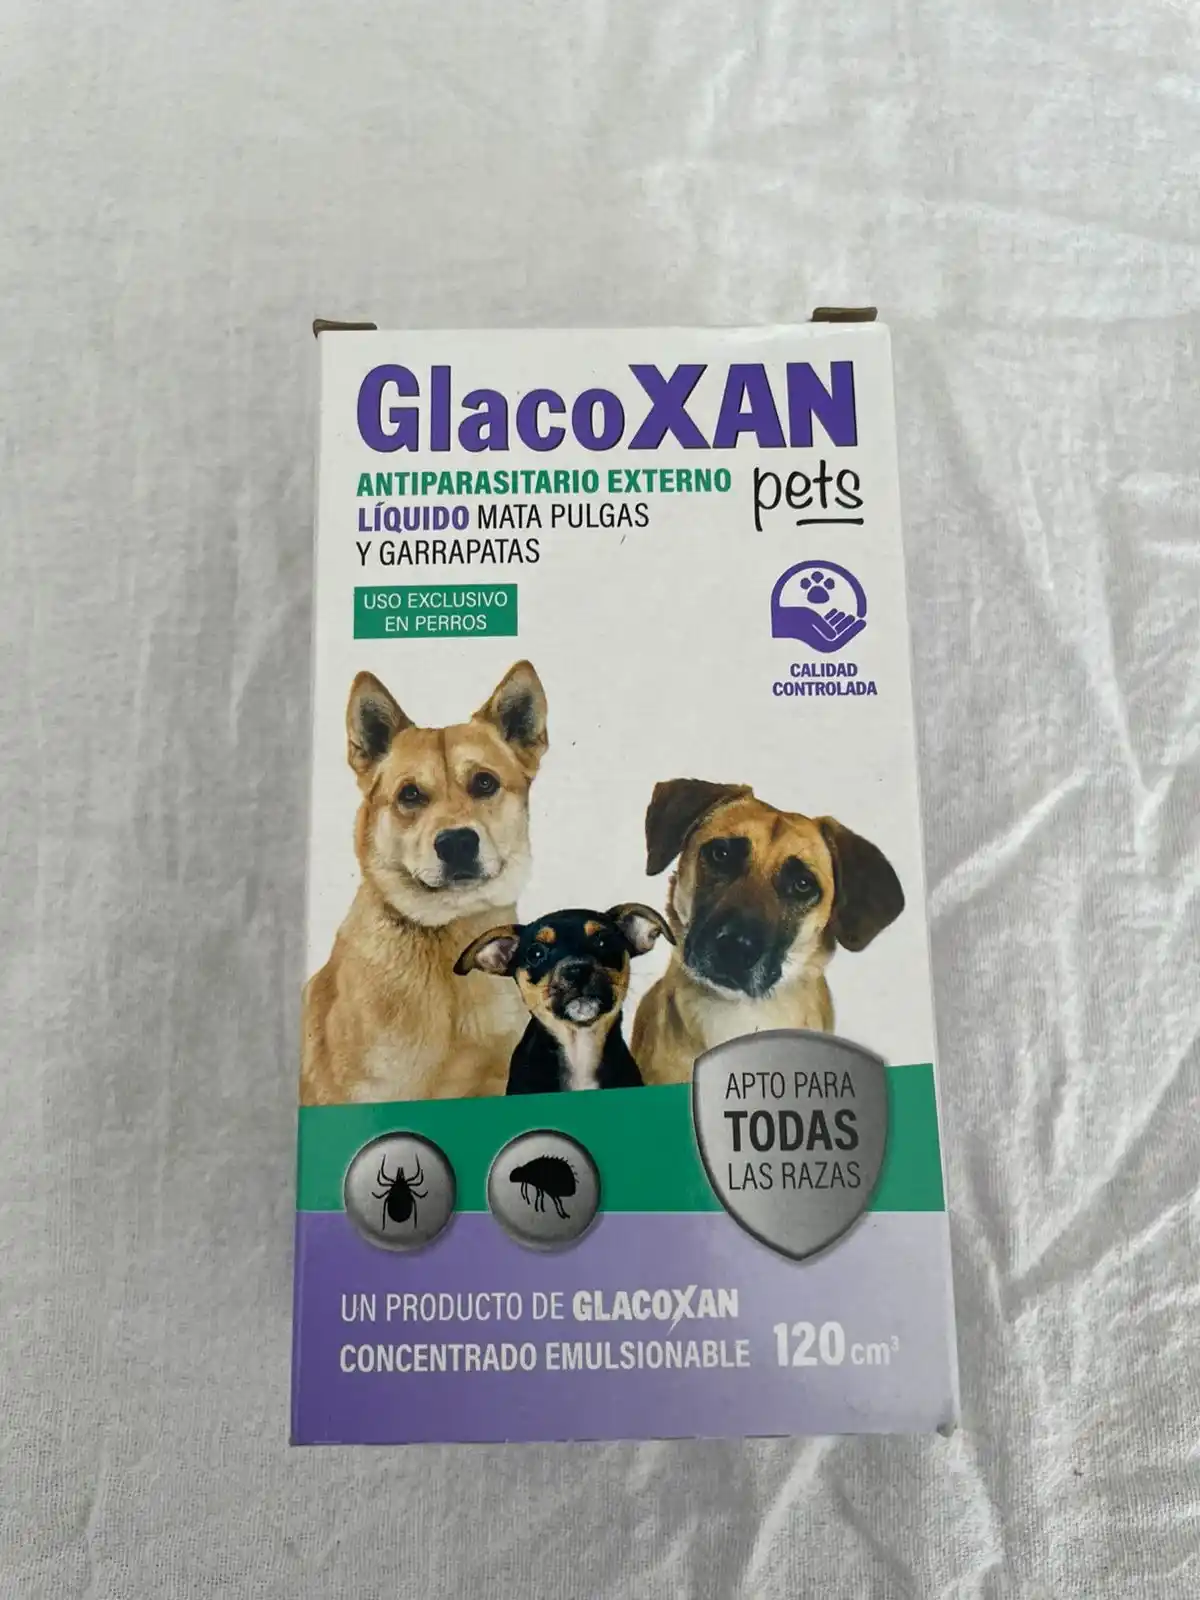 GlacoXAN
pets
ANTIPARASITARIO EXTERNO
LÍQUIDO MATA PULGAS
Y GARRAPATAS
USO EXCLUSIVO
EN PERROS
CALIDAD
CONTROLADA
APTO PARA
TODAS
LAS RAZAS
UN PRODUCTO DE GLACOXAN
CONCENTRADO EMULSIONABLE 120 cm³